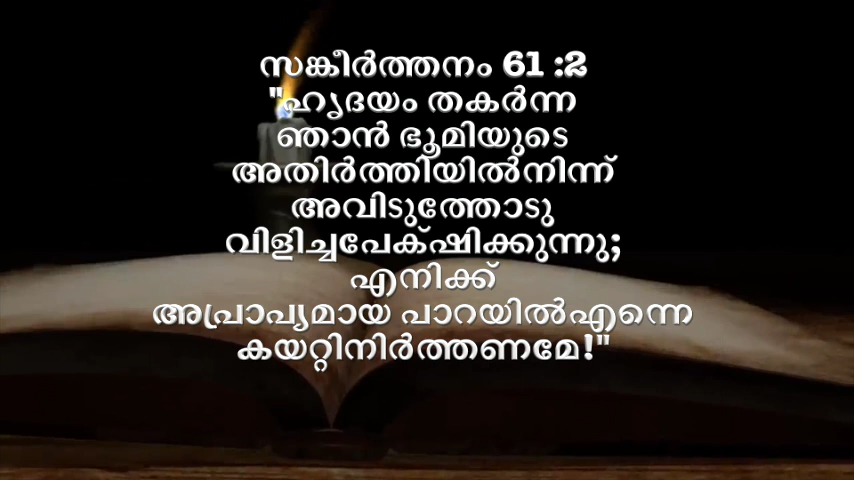 സങ്കീർത്തനം 61 :2
"ഹൃദയം തകർന്ന
ഞാൻ ഭൂമിയുടെ
അതിർത്തിയിൽനിന്ന്
അവിടുത്തോടു
വിളിച്ചപേക്ഷിക്കുന്നു;
എനിക്ക്
അപ്രാപ്യമായ പാറയിൽഎന്നെ
കയറ്റിനിർത്തണമേ!"